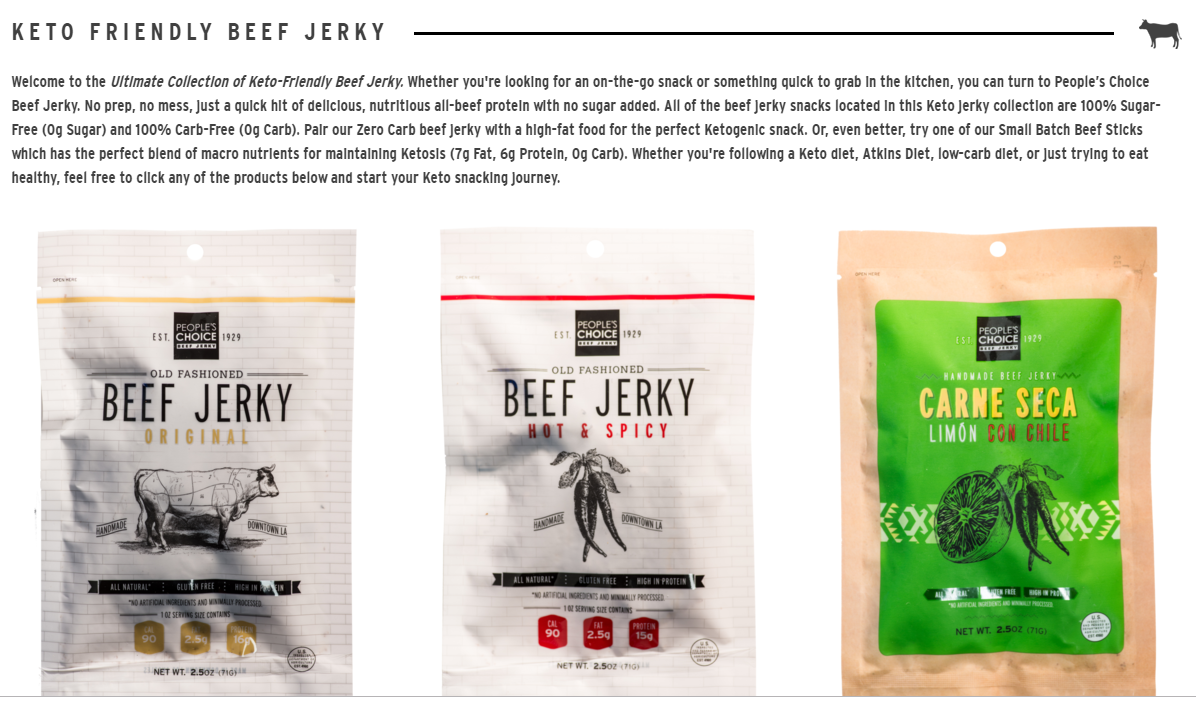 KETO FRIENDLY BEEF JERKY
Welcome to the Ultimate Collection of Keto-Friendly Beef Jerky. Whether you're looking for an on-the-go snack or something quick to grab in the kitchen, you can turn to People's Choice
Beef Jerky. No prep, no mess, just a quick hit of delicious, nutritious all-beef protein with no sugar added. All of the beef jerky snacks located in this Keto jerky collection are 100% Sugar-
Free (0g Sugar) and 100% Carb-Free (0g Carb). Pair our Zero Carb beef jerky with a high-fat food for the perfect Ketogenic snack. Or, even better, try one of our Small Batch Beef Sticks
which has the perfect blend of macro nutrients for maintaining Ketosis (7g Fat, 6g Protein, 0g Carb). Whether you're following a Keto diet, Atkins Diet, low-carb diet, or just trying to eat
healthy, feel free to click any of the products below and start your Keto snacking journey.
OPEN HERE
EST. PEOPLE'S CHOICE BEEF JERKY 1929
OLD FASHIONED
BEEF JERKY
ORIGINAL
HANDMADE
DOWNTOWN LA
ALL NATURAL* GLUTEN FREE HIGH IN PROTEIN
*NO ARTIFICIAL INGREDIENTS AND MINIMALLY PROCESSED.
1 OZ SERVING SIZE CONTAINS
CAL 90
2.5g
PROTEIN 16g
NET WT. 2.5OZ (71G)
OPEN HERE
EST. PEOPLE'S CHOICE BEEF JERKY 1929
OLD FASHIONED
BEEF JERKY
HOT & SPICY
HANDMADE
DOWNTOWN LA
ALL NATURAL* GLUTEN FREE HIGH IN PROTEIN
*NO ARTIFICIAL INGREDIENTS AND MINIMALLY PROCESSED.
1 OZ SERVING SIZE CONTAINS
CAL 90
FAT 2.5g
PROTEIN 15g
NET WT. 2.5OZ (71G)
OPEN HERE
EST. PEOPLE'S CHOICE BEEF JERKY 1929
HANDMADE BEEF JERKY
CARNE SECA
LIMÓN CON CHILE
ALL NATURAL* GLUTEN FREE HIGH IN PROTEIN
*NO ARTIFICIAL INGREDIENTS AND MINIMALLY PROCESSED.
NET WT. 2.5OZ (71G)